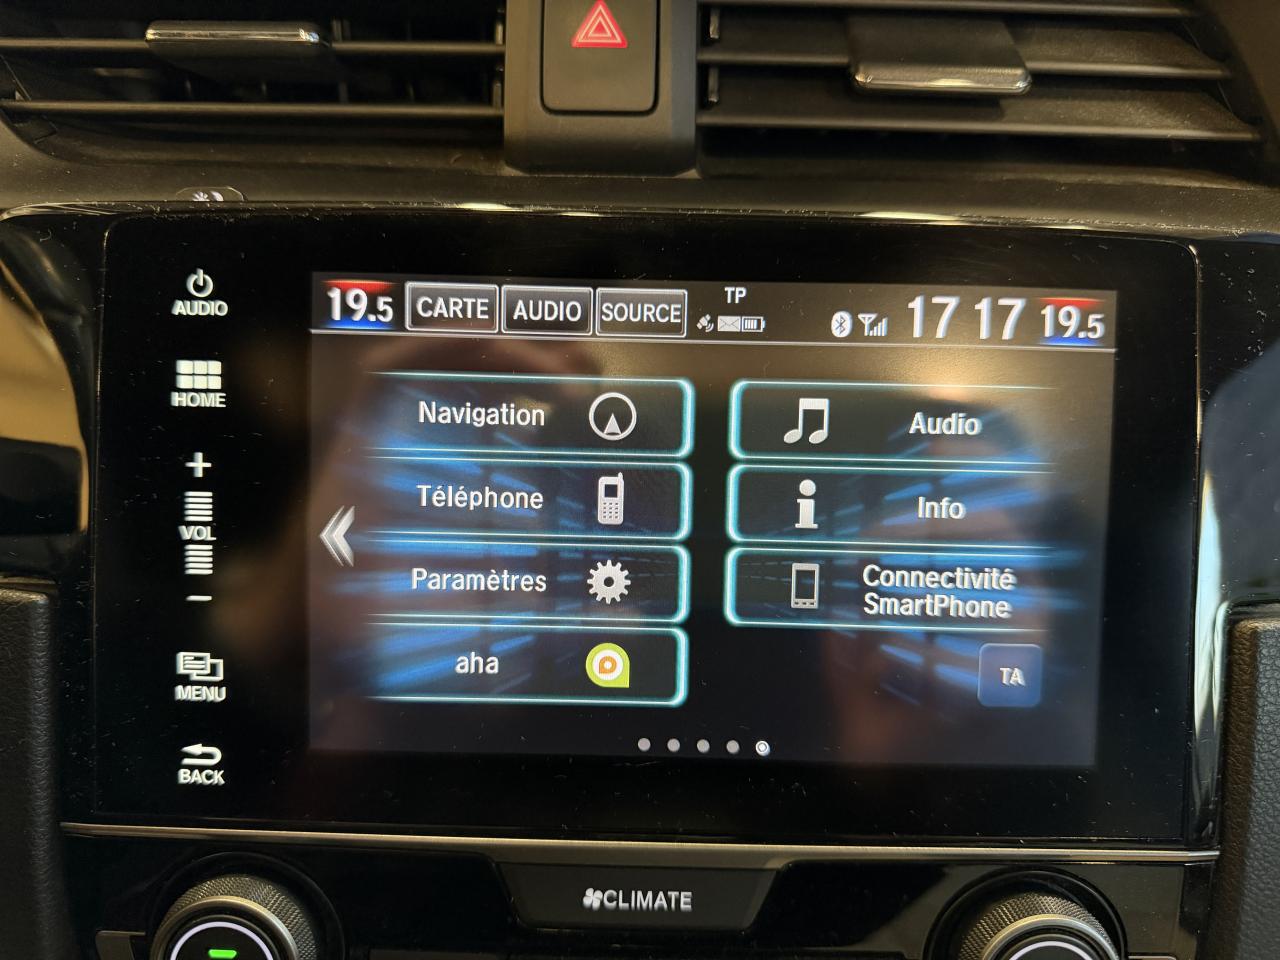 AUDIO
HOME
+
VOL
−
MENU
BACK
19.5 CARTE AUDIO SOURCE TP 17 17 19.5
Navigation
Audio
Téléphone
Info
Paramètres
Connectivité
SmartPhone
aha
TA
CLIMATE